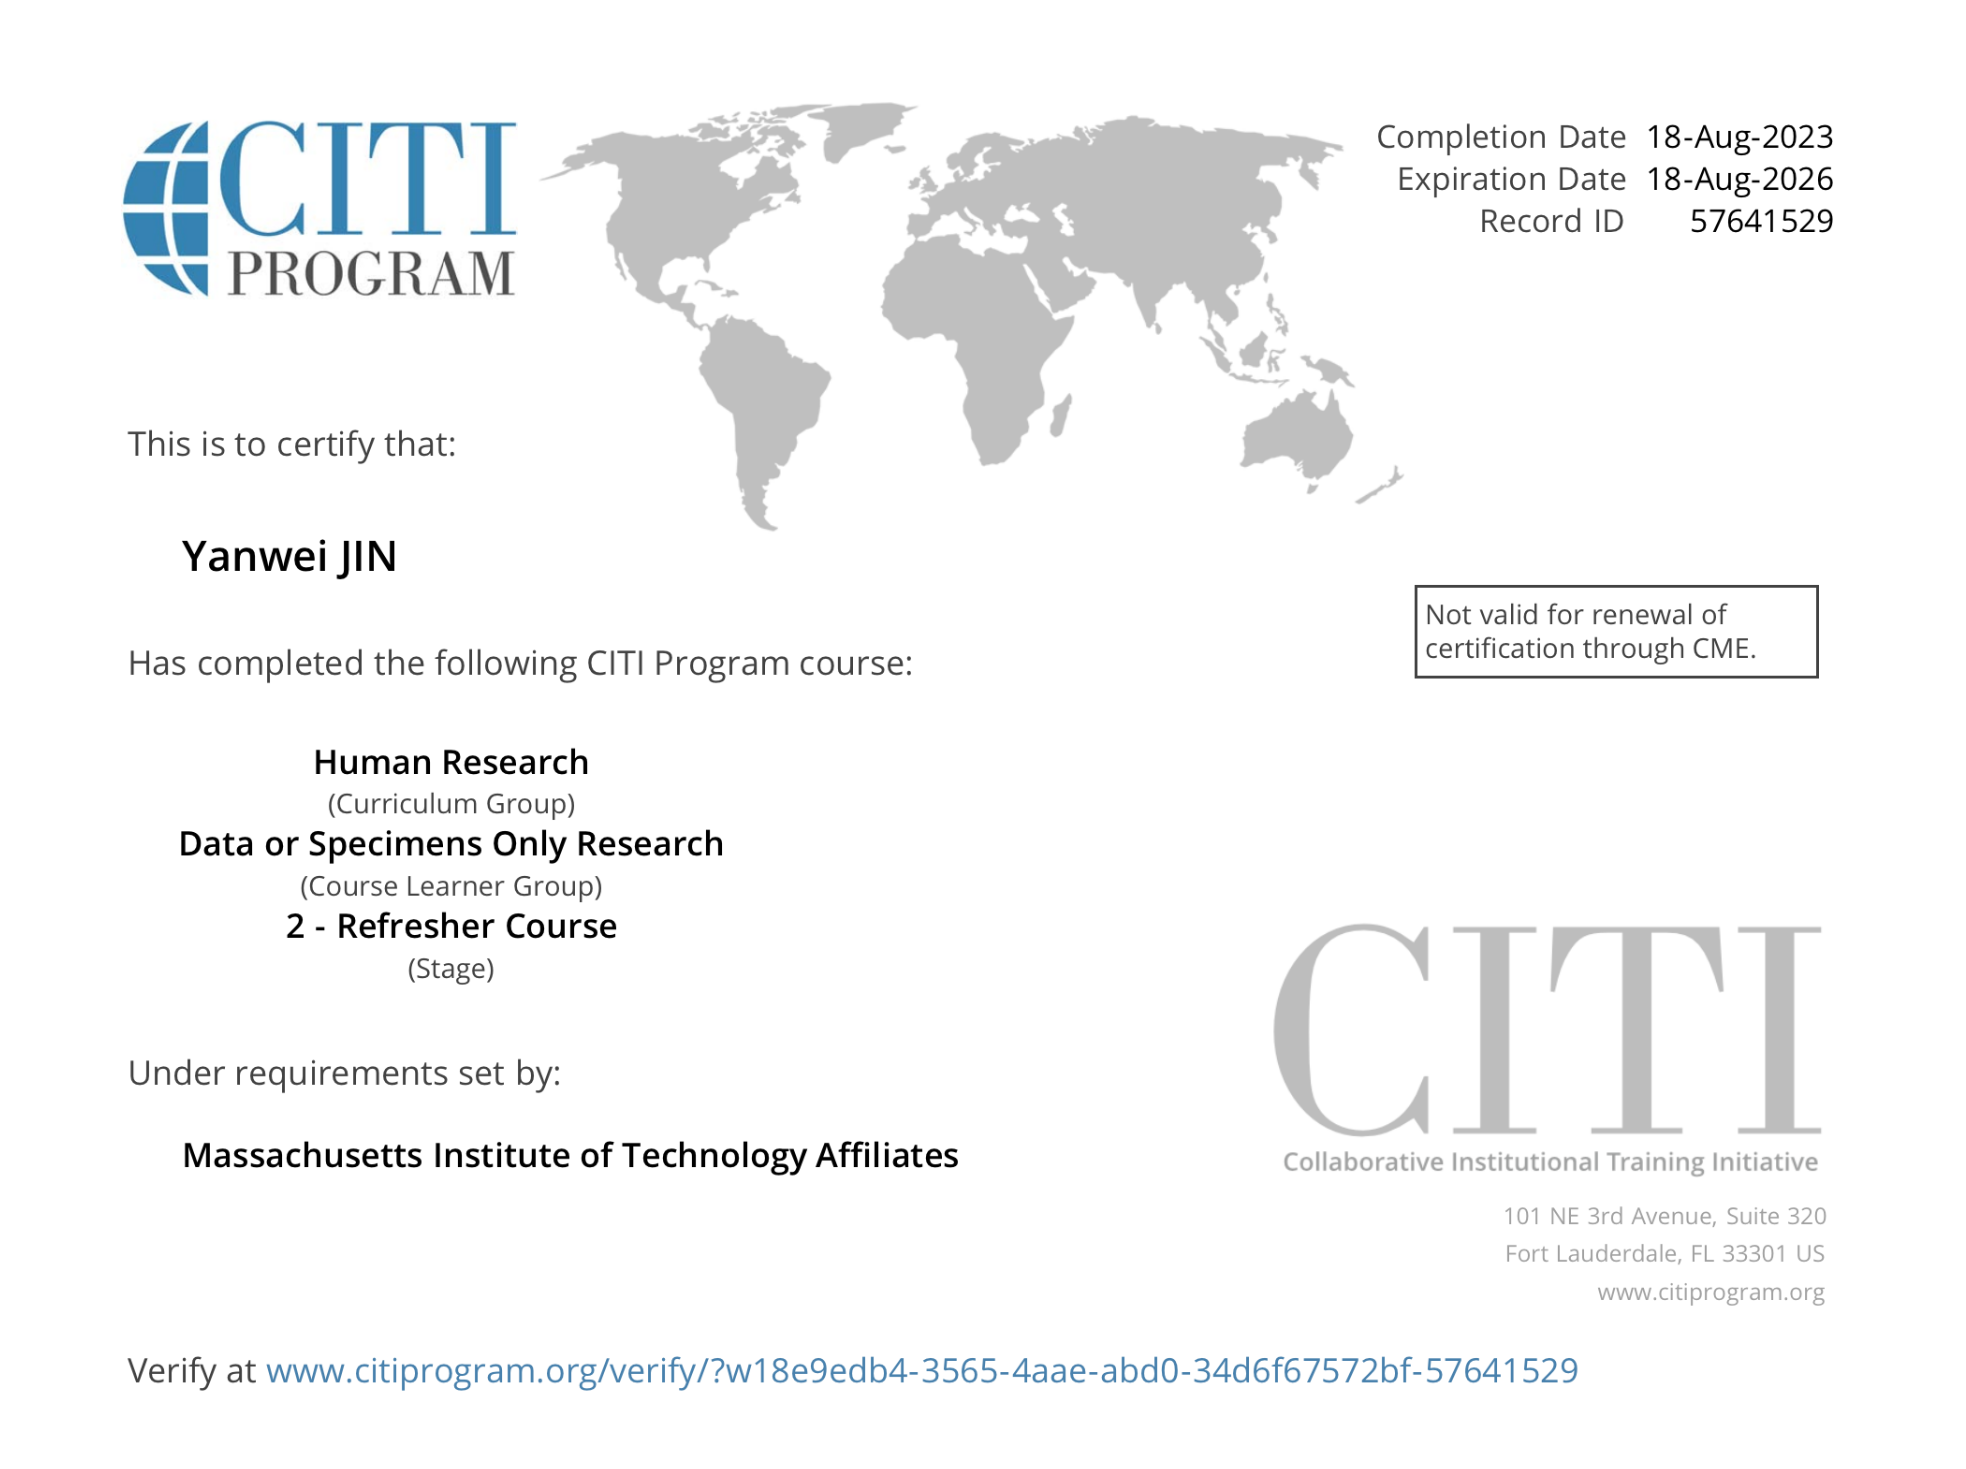 CITI
PROGRAM
Completion Date 18-Aug-2023
Expiration Date 18-Aug-2026
Record ID 57641529
This is to certify that:
Yanwei JIN
Not valid for renewal of
certification through CME.
Has completed the following CITI Program course:
Human Research
(Curriculum Group)
Data or Specimens Only Research
(Course Learner Group)
2 - Refresher Course
(Stage)
Under requirements set by:
Massachusetts Institute of Technology Affiliates
CITI
Collaborative Institutional Training Initiative
101 NE 3rd Avenue, Suite 320
Fort Lauderdale, FL 33301 US
www.citiprogram.org
Verify at www.citiprogram.org/verify/?w18e9edb4-3565-4aae-abd0-34d6f67572bf-57641529